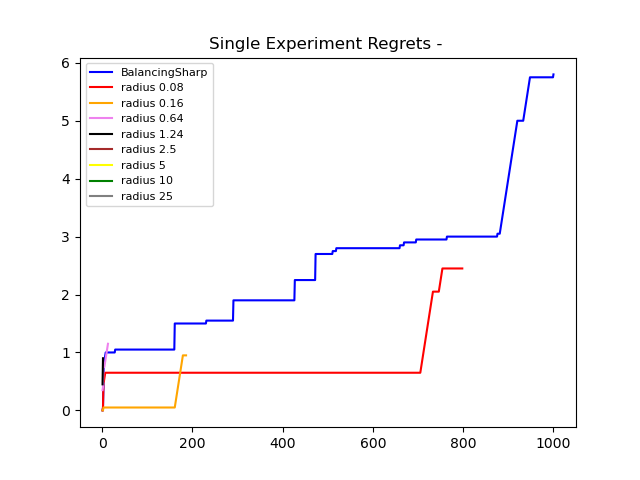 Single Experiment Regrets -
6
5
4
3
2
1
0
BalancingSharp
radius 0.08
radius 0.16
radius 0.64
radius 1.24
radius 2.5
radius 5
radius 10
radius 25
0 200 400 600 800 1000